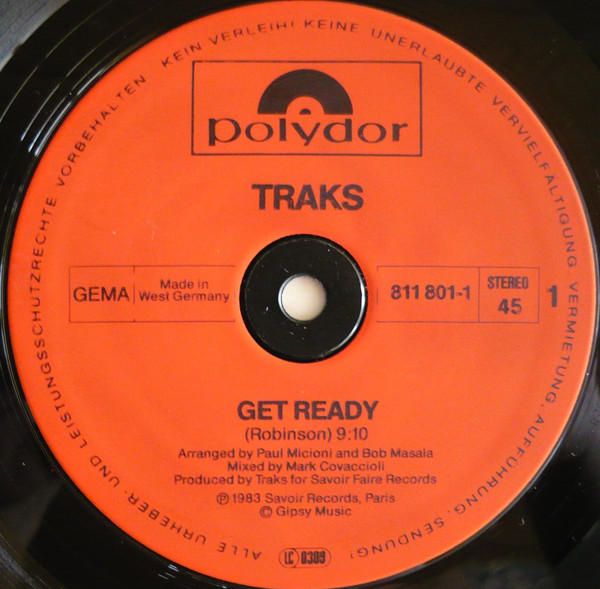 ALLE URHEBER- UND LEISTUNGSSCHUTZRECHTE VORBEHALTEN KEIN VERLEIH! KEINE UNERLAUBTE VERVIELFÄLTIGUNG, VERMIETUNG, AUFFÜHRUNG, SENDUNG!
polydor
TRAKS
GEMA
Made in
West Germany
811 801-1
STEREO
45
1
GET READY
(Robinson) 9:10
Arranged by Paul Micioni and Bob Masala
Mixed by Mark Covaccioli
Produced by Traks for Savoir Faire Records
Ⓟ 1983 Savoir Records, Paris
© Gipsy Music
LC 0309